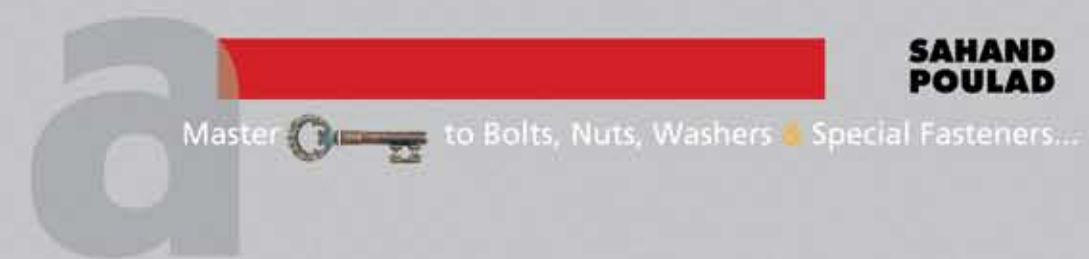 a
SAHAND
POULAD
Master to Bolts, Nuts, Washers & Special Fasteners...